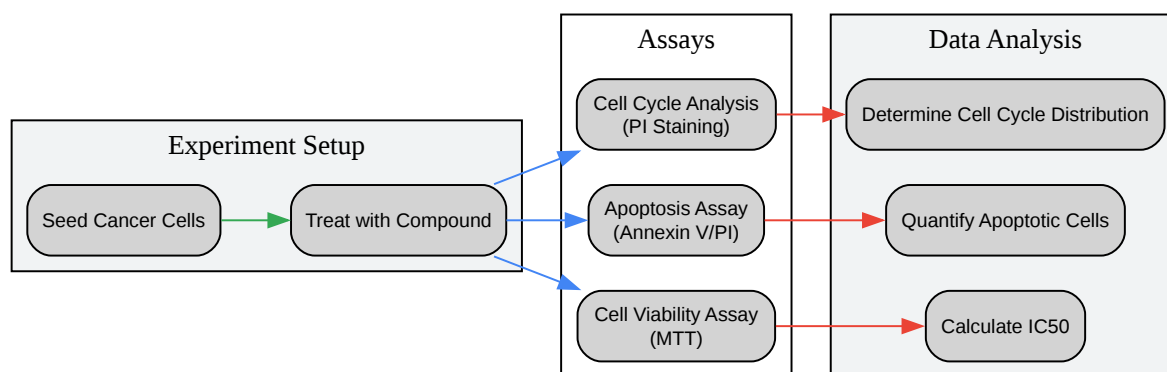 Experiment Setup
Seed Cancer Cells
Treat with Compound
Assays
Cell Cycle Analysis
(PI Staining)
Apoptosis Assay
(Annexin V/PI)
Cell Viability Assay
(MTT)
Data Analysis
Determine Cell Cycle Distribution
Quantify Apoptotic Cells
Calculate IC50